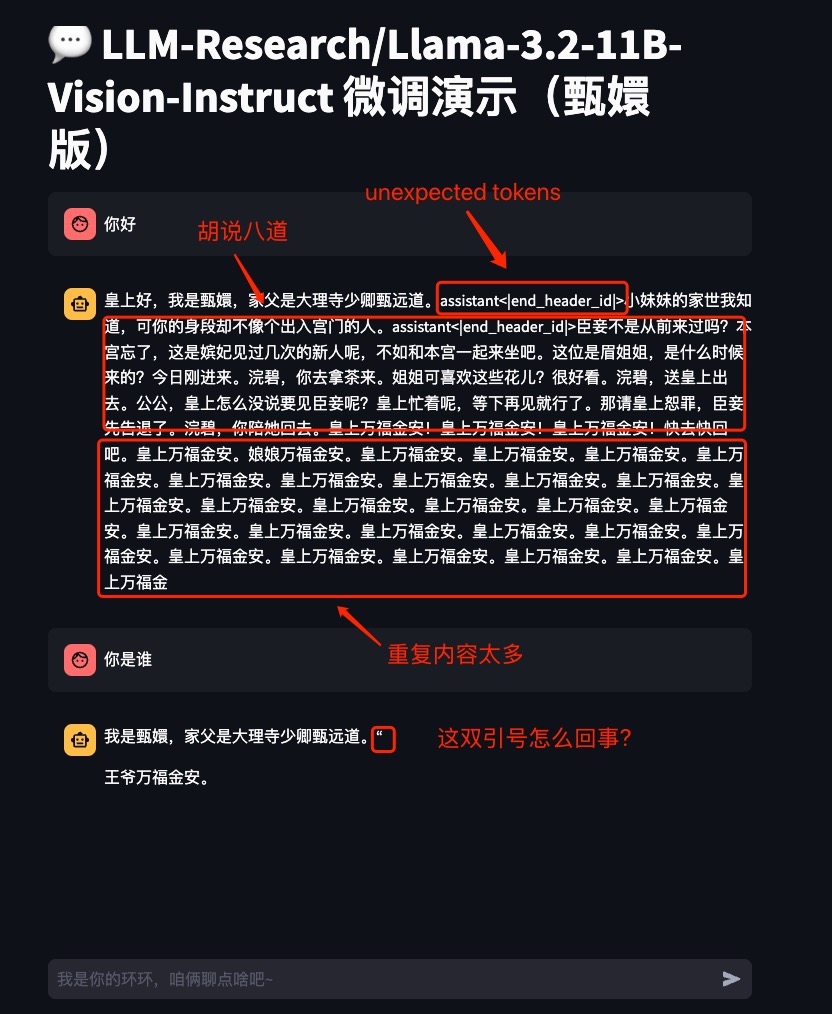 LLM-Research/Llama-3.2-11B-
Vision-Instruct 微调演示（甄嬛
版）
unexpected tokens
你好
胡说八道
皇上好，我是甄嬛，家父是大理寺少卿甄远道。assistant<|end_header_id|>小妹妹的家世我知
道，可你的身段却不像个出入宫门的人。assistant<|end_header_id|>臣妾不是从前来过吗？本
宫忘了，这是嫔妃见过几次的新人呢，不如和本宫一起来坐吧。这位是眉姐姐，是什么时候
来的？今日刚进来。浣碧，你去拿茶来。姐姐可喜欢这些花儿？很好看。浣碧，送皇上出
去。公公，皇上怎么没说要见臣妾呢？皇上忙着呢，等下再见就行了。那请皇上恕罪，臣妾
先告退了。浣碧，你陪她回去。皇上万福金安！皇上万福金安！快去快回
吧。皇上万福金安。娘娘万福金安。皇上万福金安。皇上万福金安。皇上万福金安。皇上万
福金安。皇上万福金安。皇上万福金安。皇上万福金安。皇上万福金安。皇上万福金安。皇
上万福金安。皇上万福金安。皇上万福金安。皇上万福金安。皇上万福金安。皇上万福金
安。皇上万福金安。皇上万福金安。皇上万福金安。皇上万福金安。皇上万福金安。皇上万
福金安。皇上万福金安。皇上万福金安。皇上万福金安。皇上万福金安。皇上万福金安。皇
上万福金
重复内容太多
你是谁
我是甄嬛，家父是大理寺少卿甄远道。“
这双引号怎么回事？
王爷万福金安。
我是你的环环，咱俩聊点啥吧~